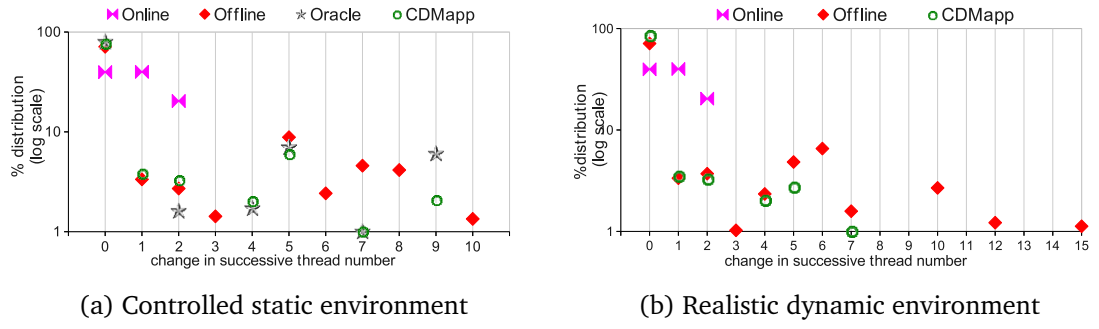 Online Offline Oracle CDMapp
100
10
1
% distribution
(log scale)
0 1 2 3 4 5 6 7 8 9 10
change in successive thread number
(a) Controlled static environment
Online Offline CDMapp
100
10
1
%distribution
(log scale)
0 1 2 3 4 5 6 7 8 9 10 11 12 13 14 15
change in successive thread number
(b) Realistic dynamic environment